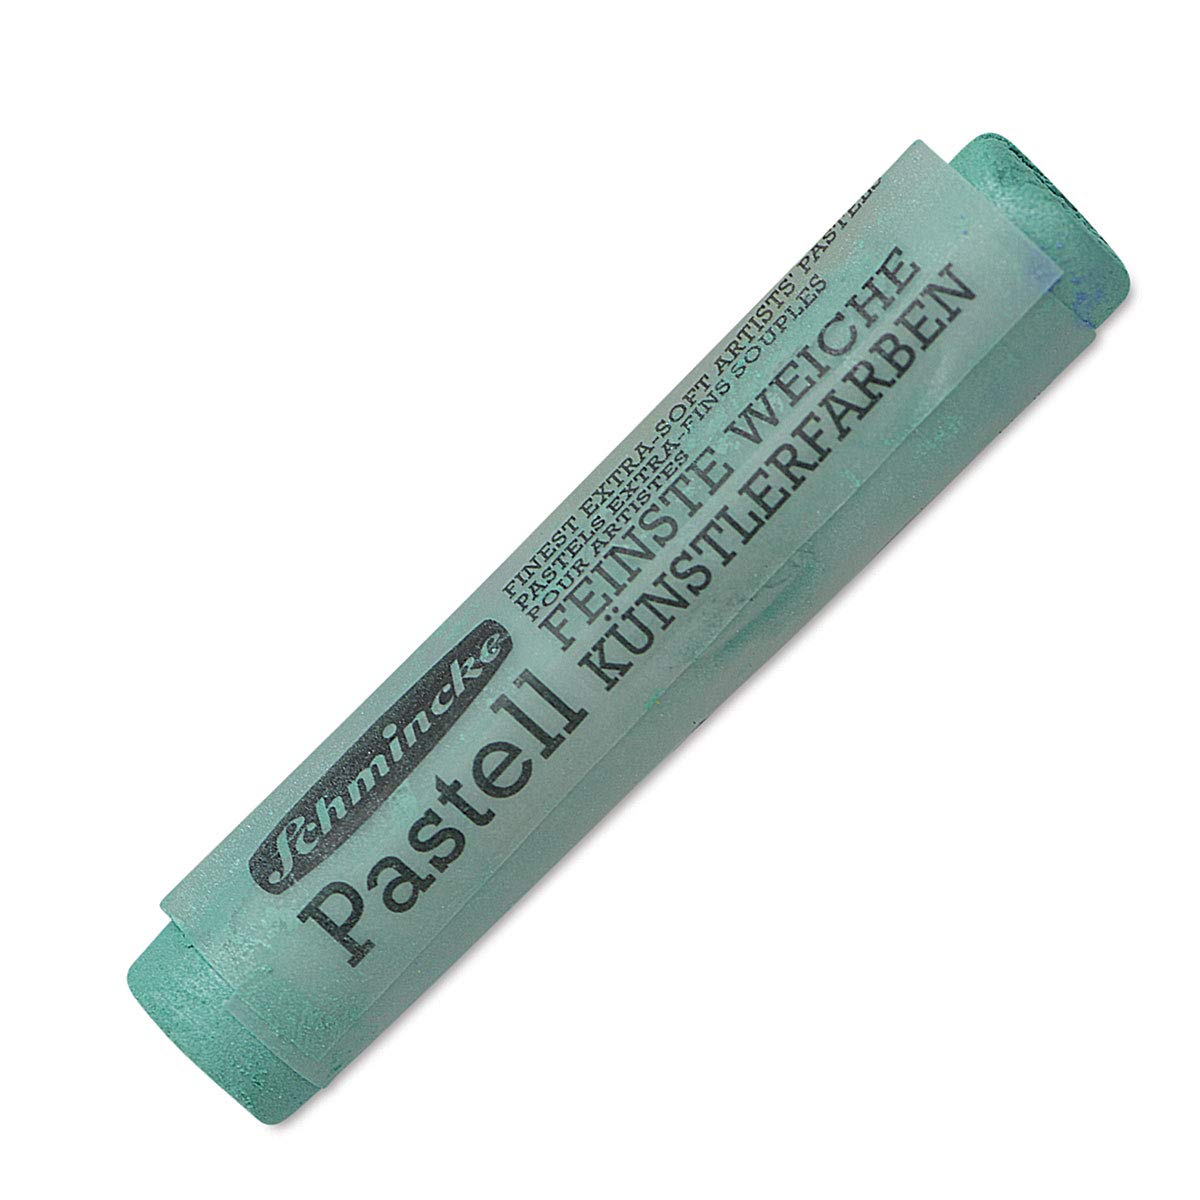 Schmincke
Pastell
FINEST EXTRA-SOFT ARTISTS' PASTELS
PASTELS EXTRA-FINS SOUPLES
POUR ARTISTES
FEINSTE WEICHE
KÜNSTLERFARBEN